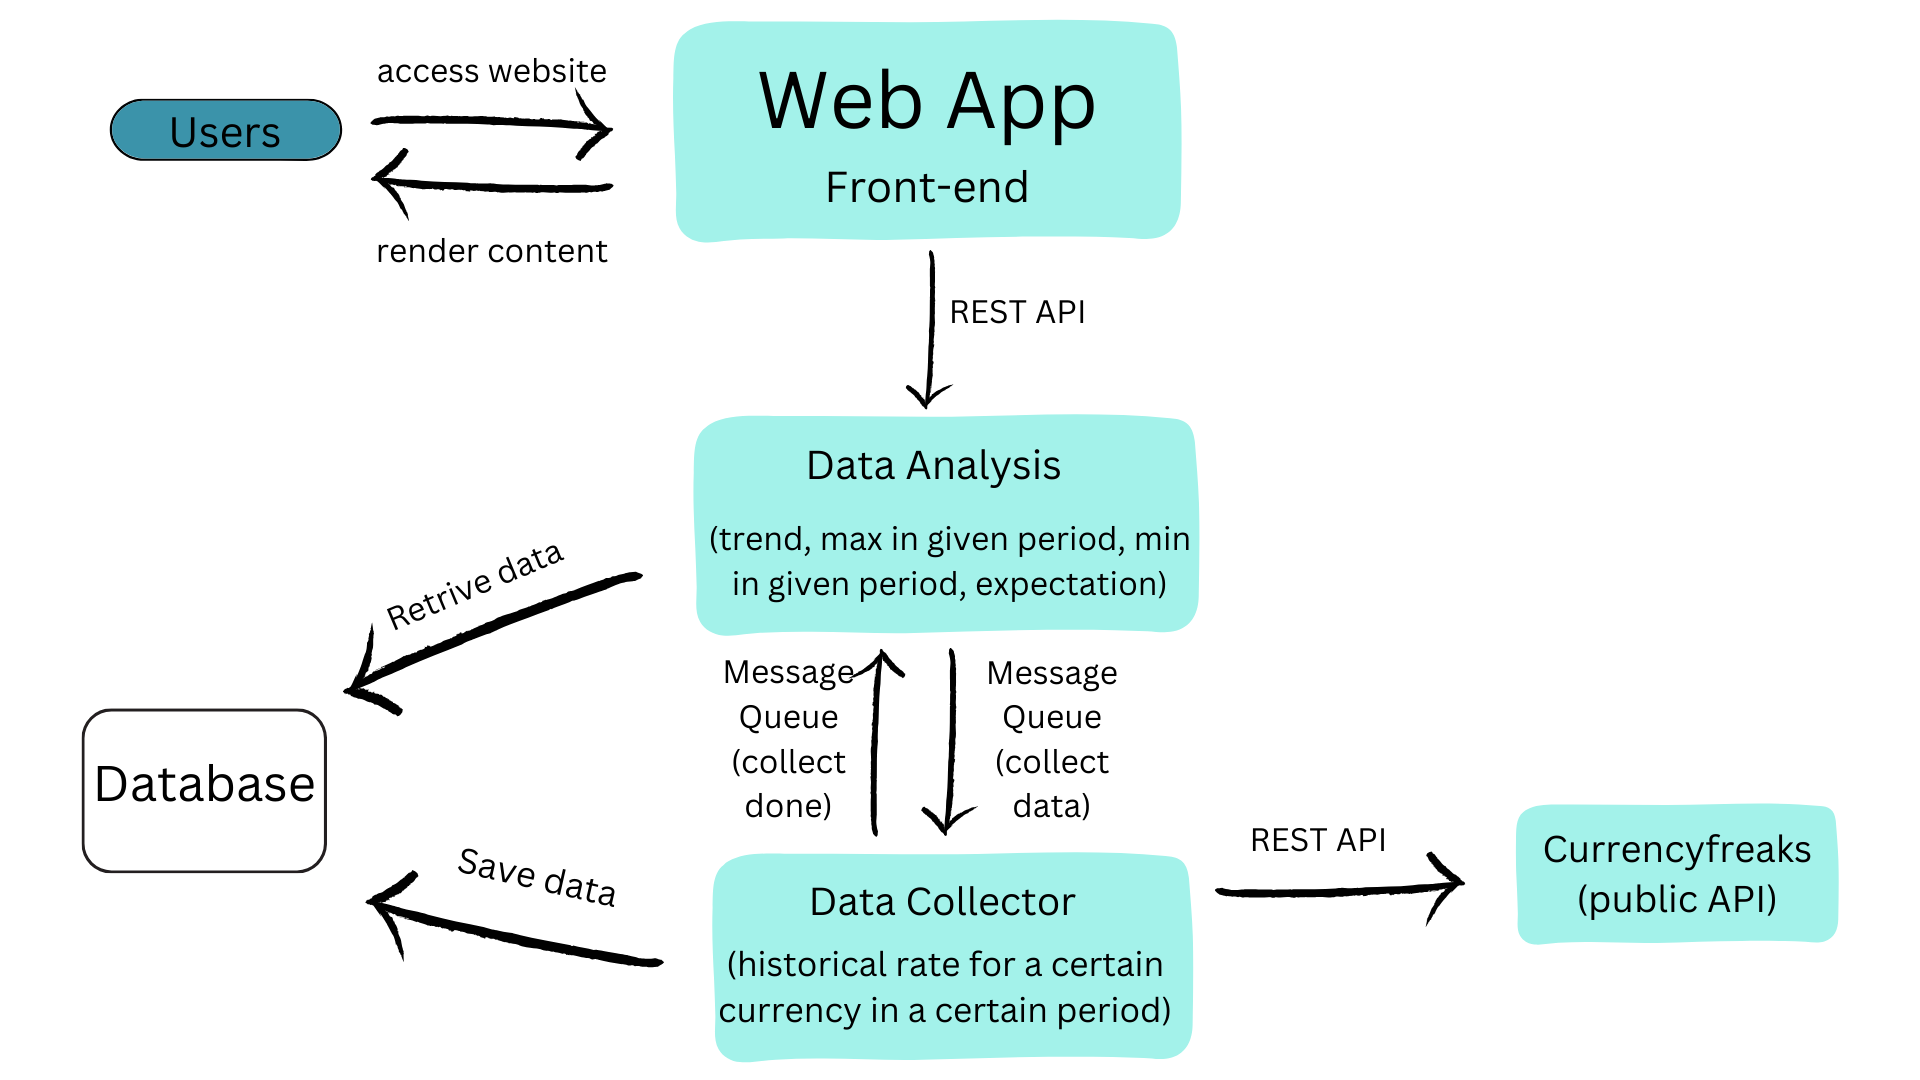 access website
Users
render content
Web App
Front-end
REST API
Data Analysis
(trend, max in given period, min
in given period, expectation)
Retrive data
Message
Queue
(collect
done)
Message
Queue
(collect
data)
Database
Save data
Data Collector
(historical rate for a certain
currency in a certain period)
REST API
Currencyfreaks
(public API)